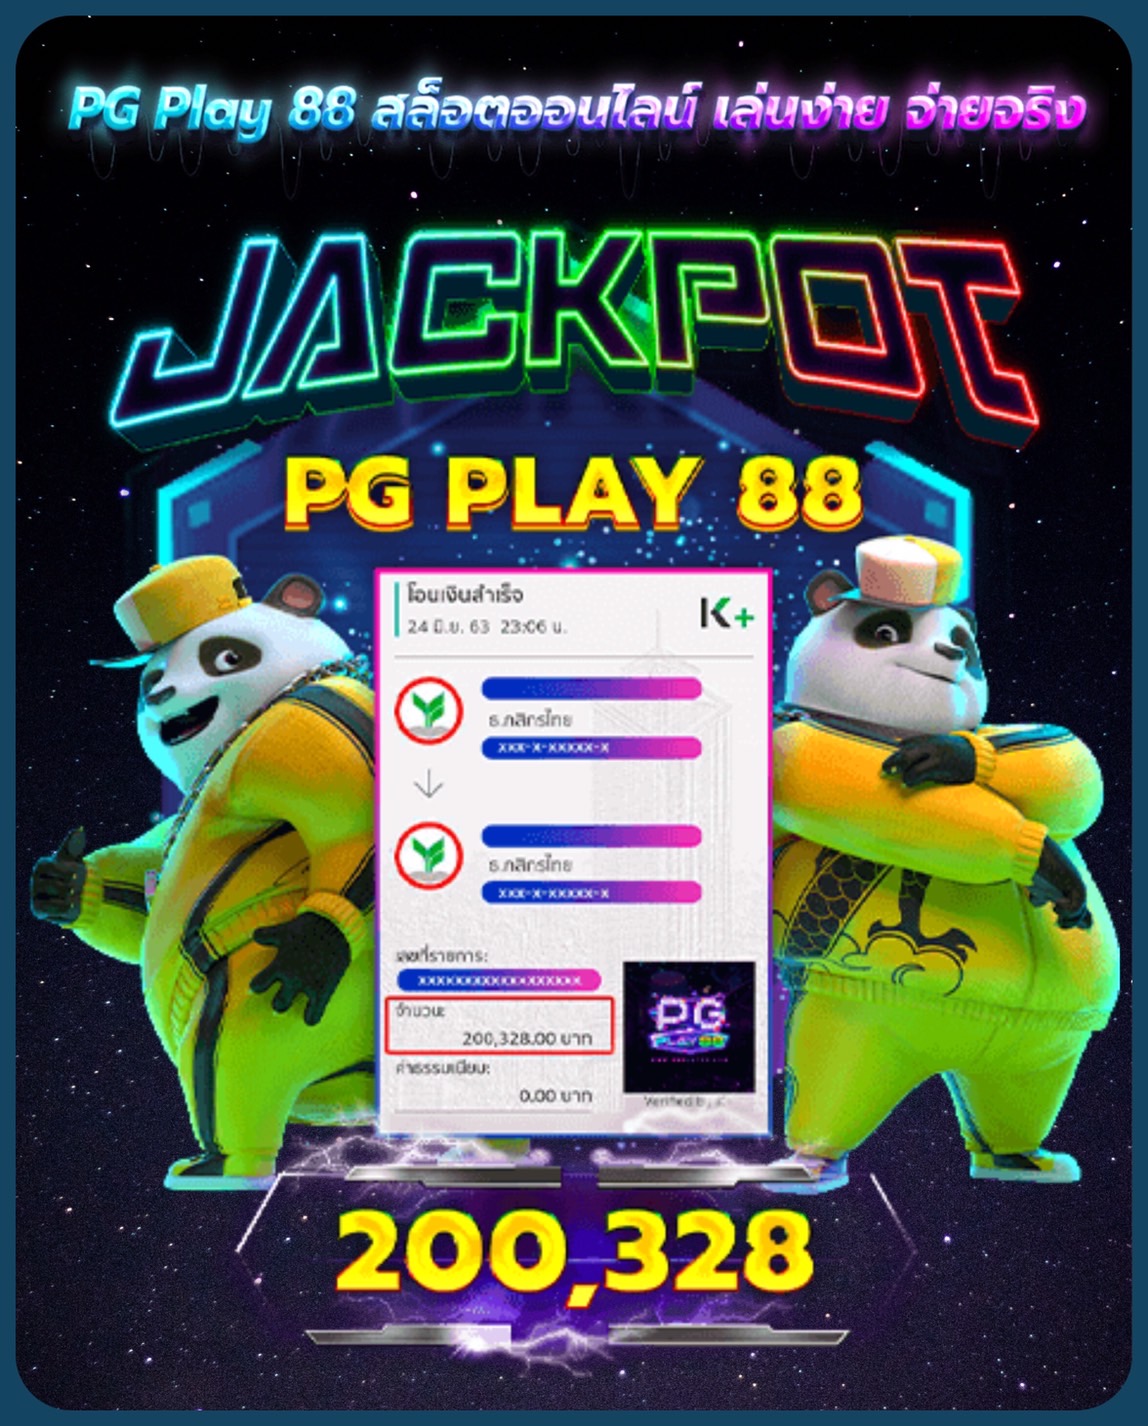 PG Play 88 สล็อตออนไลน์ เล่นง่าย จ่ายจริง
JACKPOT
PG PLAY 88
โอนเงินสำเร็จ
24 มิ.ย. 63 23:06 น.
K+
ธ.กสิกรไทย
xxx-x-xxxxx-x
ธ.กสิกรไทย
xxx-x-xxxxx-x
เลขที่รายการ:
xxxxxxxxxxxxxxxxxx
จำนวน:
200,328.00 บาท
ค่าธรรมเนียม:
0.00 บาท
PG
PLAY88
200,328